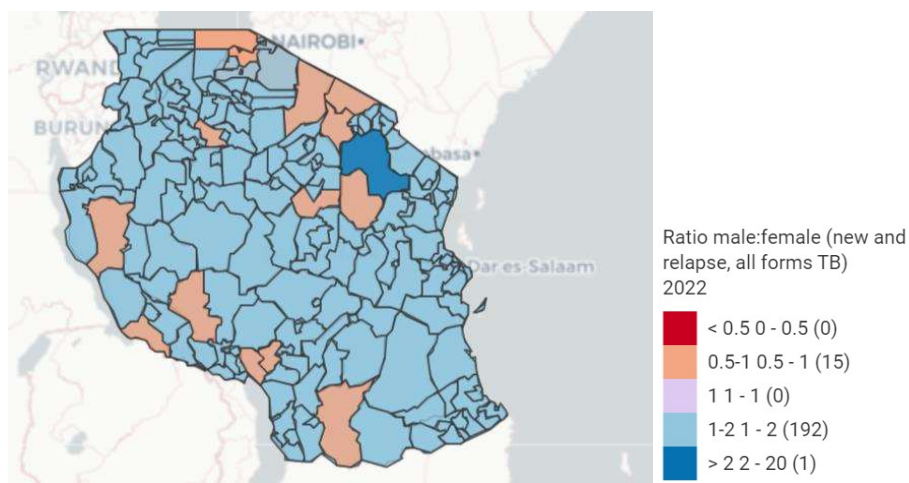 NAIROBI
RWAND
BURUN
abasa
Dar es-Salaam
Ratio male:female (new and
relapse, all forms TB)
2022
< 0.5 0 - 0.5 (0)
0.5-1 0.5 - 1 (15)
1 1 - 1 (0)
1-2 1 - 2 (192)
> 2 2 - 20 (1)